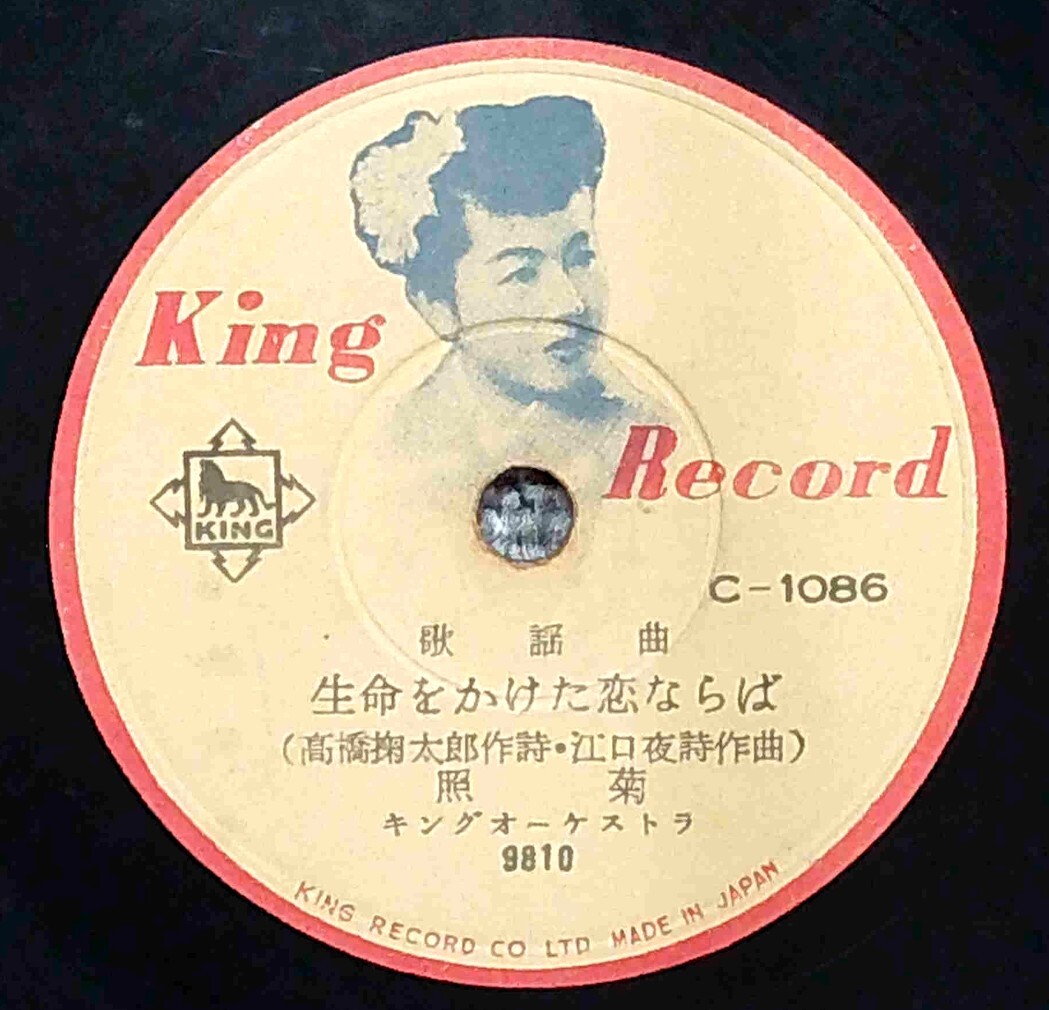 King
Record
KING
C-1086
歌謡曲
生命をかけた恋ならば
(髙橋掬太郎作詩・江口夜詩作曲)
照菊
キングオーケストラ
9810
KING RECORD CO LTD MADE IN JAPAN